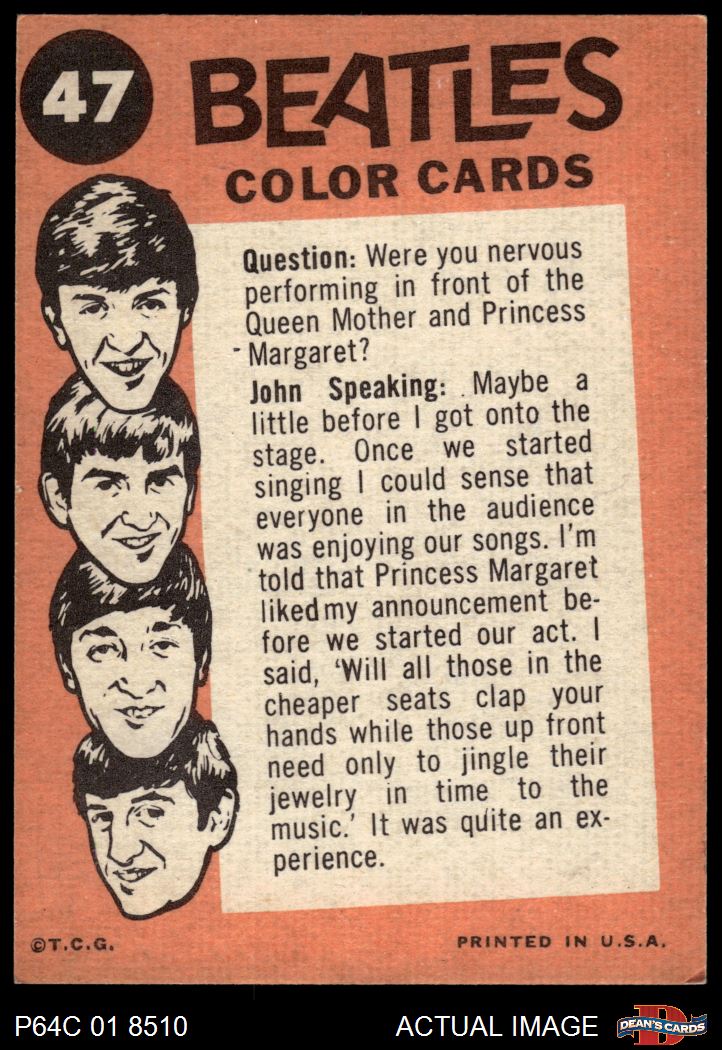 47
BEATLES
COLOR CARDS
Question: Were you nervous
performing in front of the
Queen Mother and Princess
Margaret?
John Speaking: Maybe a
little before I got onto the
stage. Once we started
singing I could sense that
everyone in the audience
was enjoying our songs. I'm
told that Princess Margaret
liked my announcement be-
fore we started our act. I
said, ‘Will all those in the
cheaper seats clap your
hands while those up front
need only to jingle their
jewelry in time to the
music.’ It was quite an ex-
perience.
©T.C.G.
PRINTED IN U.S.A.
P64C 01 8510
ACTUAL IMAGE
D
DEAN'S CARDS